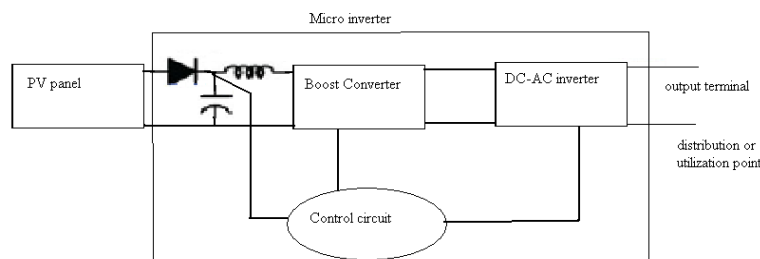 Micro inverter
PV panel
Boost Converter
DC-AC inverter
output terminal
distribution or
utilization point
Control circuit